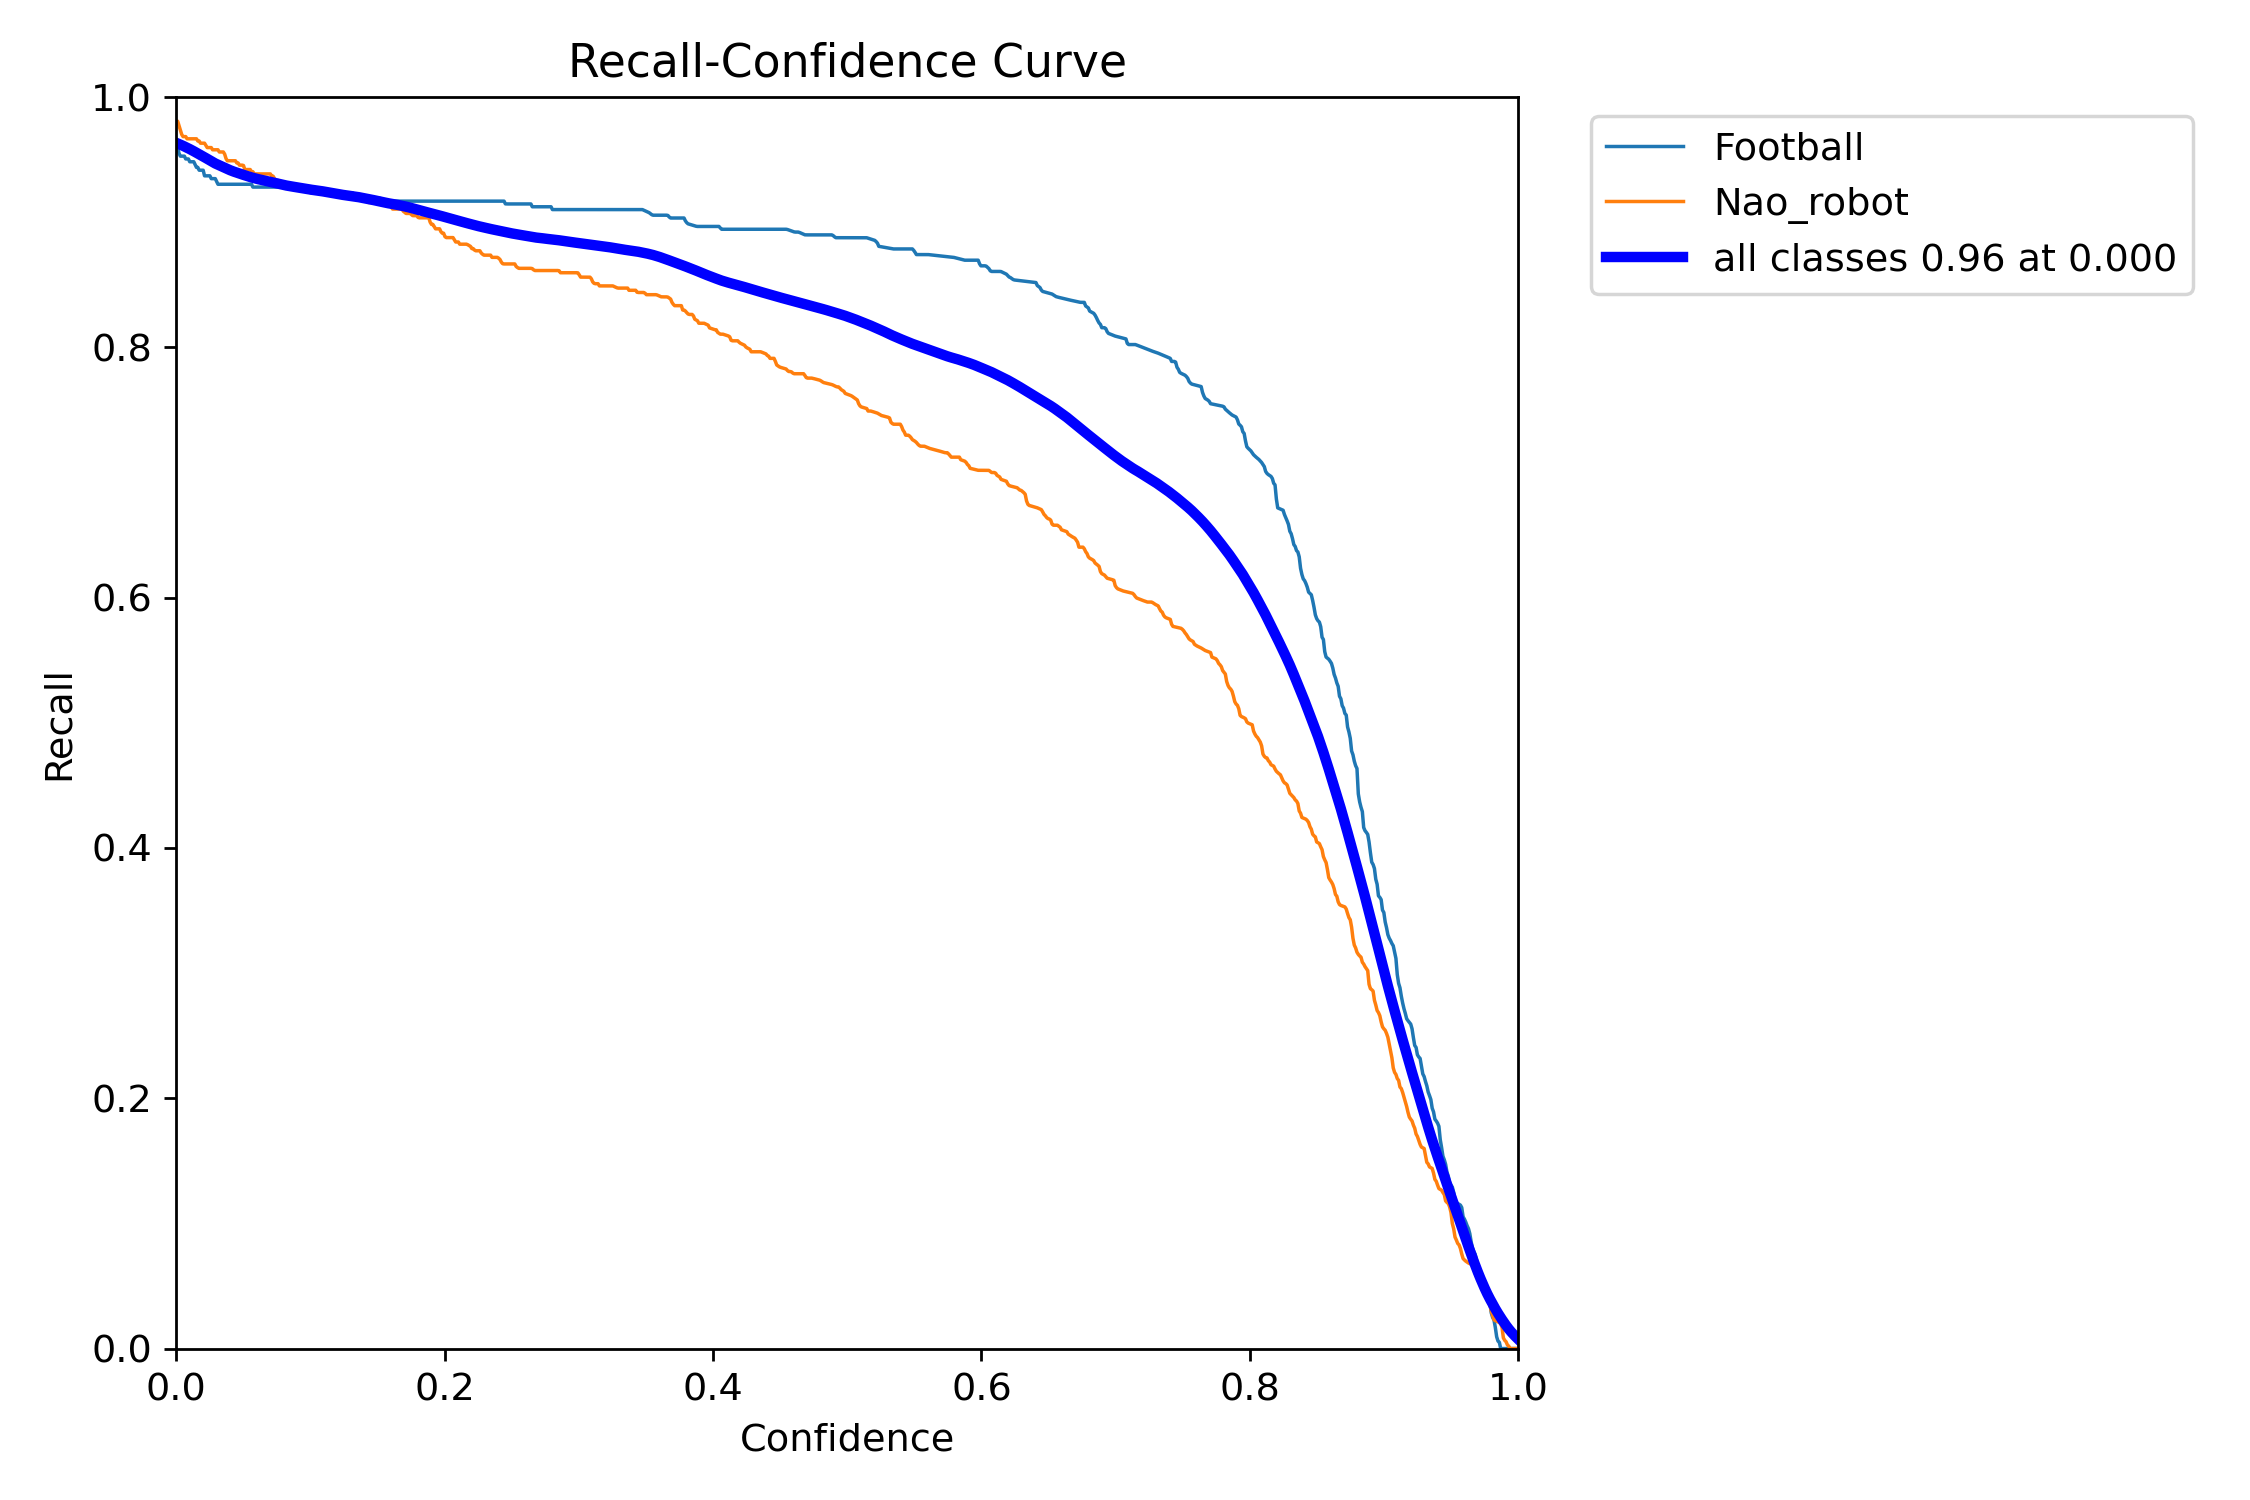 Recall-Confidence Curve
1.0
0.8
0.6
0.4
0.2
0.0
Recall
0.0 0.2 0.4 0.6 0.8 1.0
Confidence
Football
Nao_robot
all classes 0.96 at 0.000